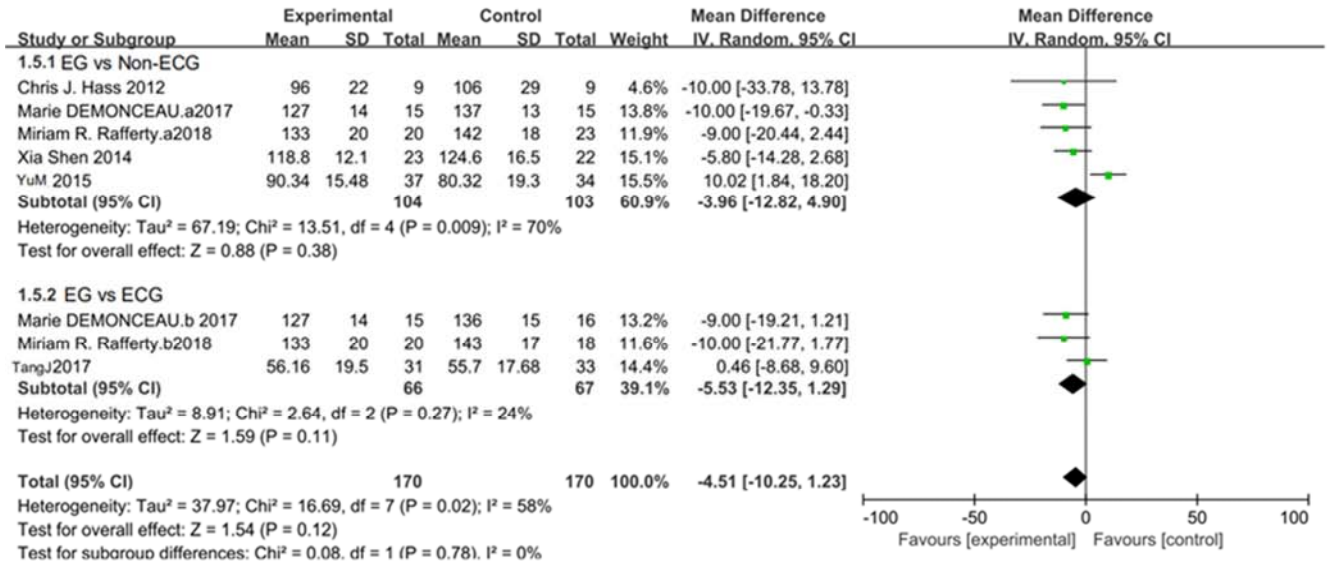 Experimental Control Mean Difference Mean Difference
Study or Subgroup Mean SD Total Mean SD Total Weight IV, Random, 95% CI IV, Random, 95% CI
1.5.1 EG vs Non-ECG
Chris J. Hass 2012 96 22 9 106 29 9 4.6% -10.00 [-33.78, 13.78]
Marie DEMONCEAU.a2017 127 14 15 137 13 15 13.8% -10.00 [-19.67, -0.33]
Miriam R. Rafferty.a2018 133 20 20 142 18 23 11.9% -9.00 [-20.44, 2.44]
Xia Shen 2014 118.8 12.1 23 124.6 16.5 22 15.1% -5.80 [-14.28, 2.68]
YuM 2015 90.34 15.48 37 80.32 19.3 34 15.5% 10.02 [1.84, 18.20]
Subtotal (95% CI) 104 103 60.9% -3.96 [-12.82, 4.90]
Heterogeneity: Tau² = 67.19; Chi² = 13.51, df = 4 (P = 0.009); I² = 70%
Test for overall effect: Z = 0.88 (P = 0.38)
1.5.2 EG vs ECG
Marie DEMONCEAU.b 2017 127 14 15 136 15 16 13.2% -9.00 [-19.21, 1.21]
Miriam R. Rafferty.b2018 133 20 20 143 17 18 11.6% -10.00 [-21.77, 1.77]
TangJ2017 56.16 19.5 31 55.7 17.68 33 14.4% 0.46 [-8.68, 9.60]
Subtotal (95% CI) 66 67 39.1% -5.53 [-12.35, 1.29]
Heterogeneity: Tau² = 8.91; Chi² = 2.64, df = 2 (P = 0.27); I² = 24%
Test for overall effect: Z = 1.59 (P = 0.11)
Total (95% CI) 170 170 100.0% -4.51 [-10.25, 1.23]
Heterogeneity: Tau² = 37.97; Chi² = 16.69, df = 7 (P = 0.02); I² = 58%
Test for overall effect: Z = 1.54 (P = 0.12)
Test for subgroup differences: Chi² = 0.08, df = 1 (P = 0.78), I² = 0%
-100 -50 0 50 100
Favours [experimental] Favours [control]